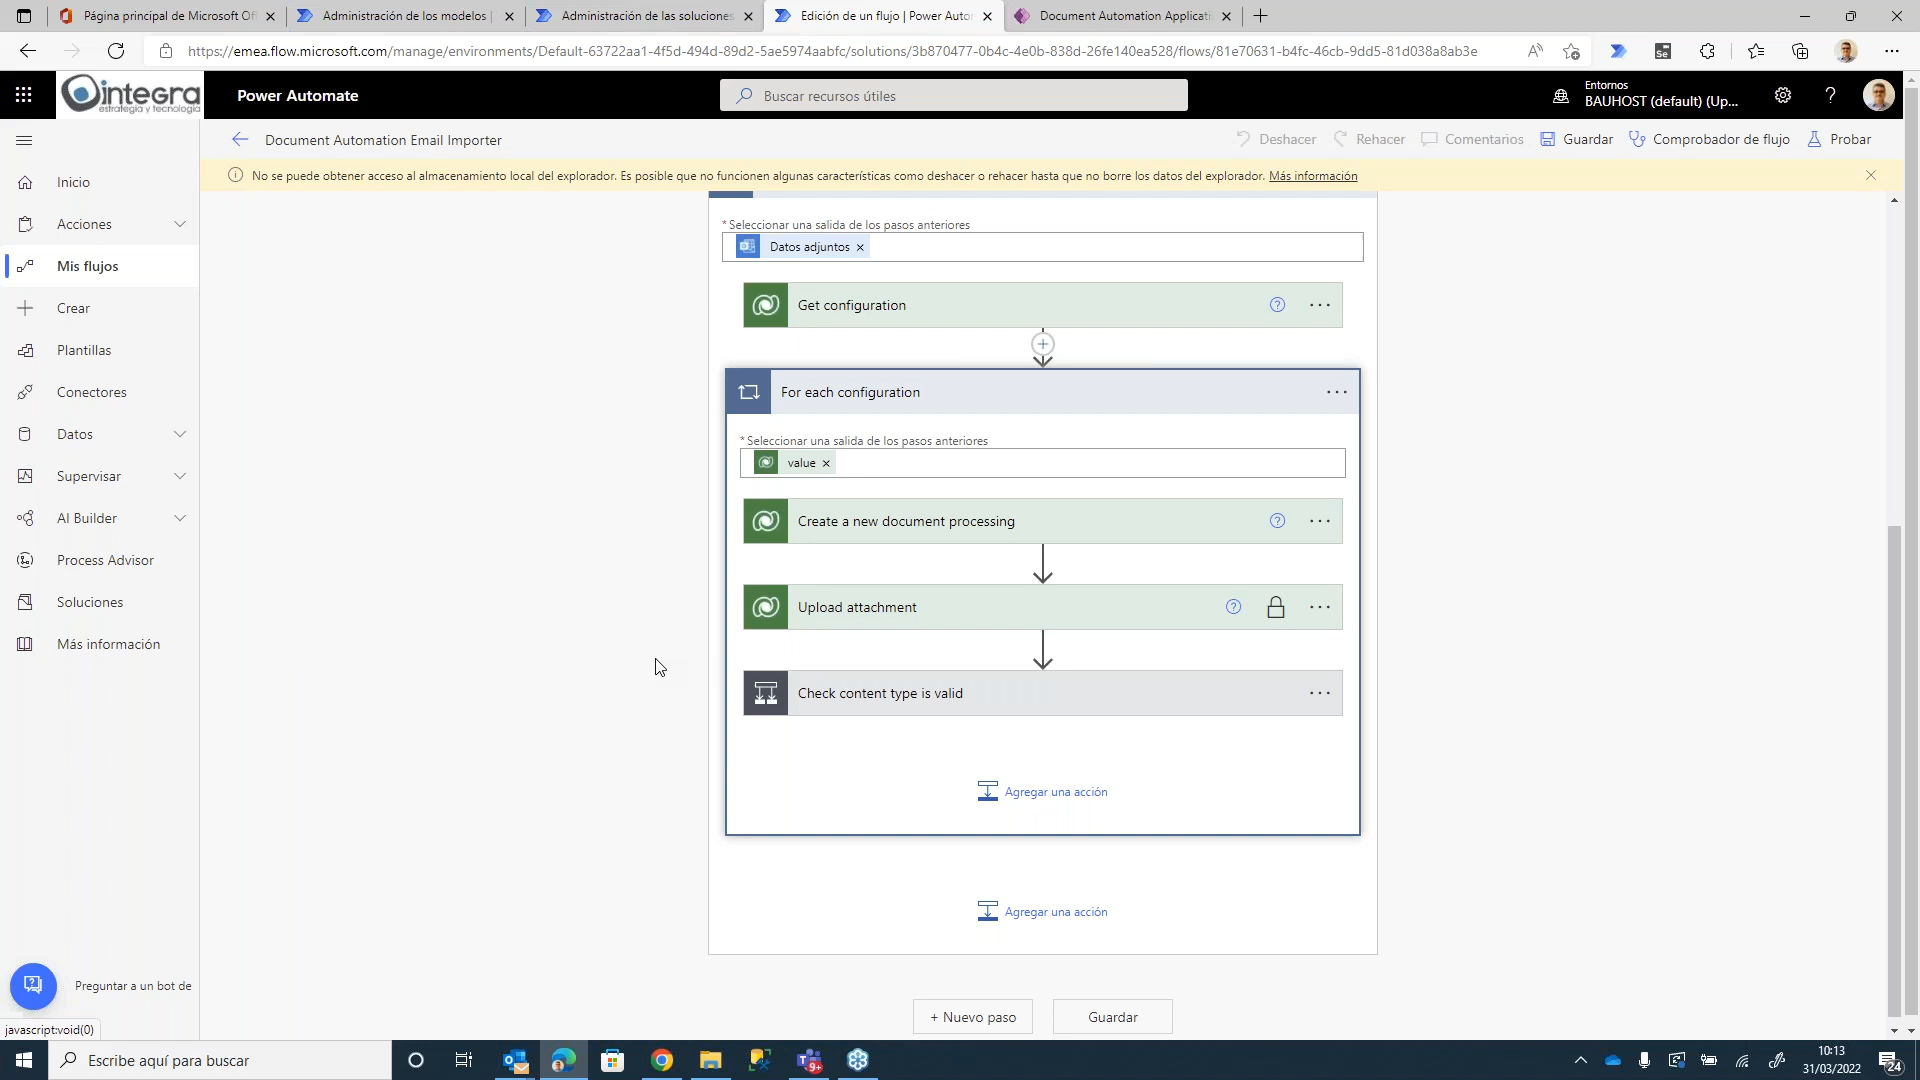 Página principal de Microsoft Of
Administración de los modelos |
Administración de las soluciones
Edición de un flujo | Power Auto
Document Automation Applicati
https://emea.flow.microsoft.com/manage/environments/Default-63722aa1-4f5d-494d-89d2-5ae5974aabfc/solutions/3b870477-0b4c-4e0b-838d-26fe140ea528/flows/81e70631-b4fc-46cb-9dd5-81d038a8ab3e
integra
estrategia y tecnología
Power Automate
Buscar recursos útiles
Entornos
BAUHOST (default) (Up...
Document Automation Email Importer
Deshacer
Rehacer
Comentarios
Guardar
Comprobador de flujo
Probar
No se puede obtener acceso al almacenamiento local del explorador. Es posible que no funcionen algunas características como deshacer o rehacer hasta que no borre los datos del explorador. Más información
Inicio
Acciones
Mis flujos
Crear
Plantillas
Conectores
Datos
Supervisar
AI Builder
Process Advisor
Soluciones
Más información
* Seleccionar una salida de los pasos anteriores
Datos adjuntos
Get configuration
For each configuration
* Seleccionar una salida de los pasos anteriores
value
Create a new document processing
Upload attachment
Check content type is valid
Agregar una acción
Agregar una acción
+ Nuevo paso
Guardar
Preguntar a un bot de
javascript:void(0)
Escribe aquí para buscar
9+
10:13
31/03/2022
24